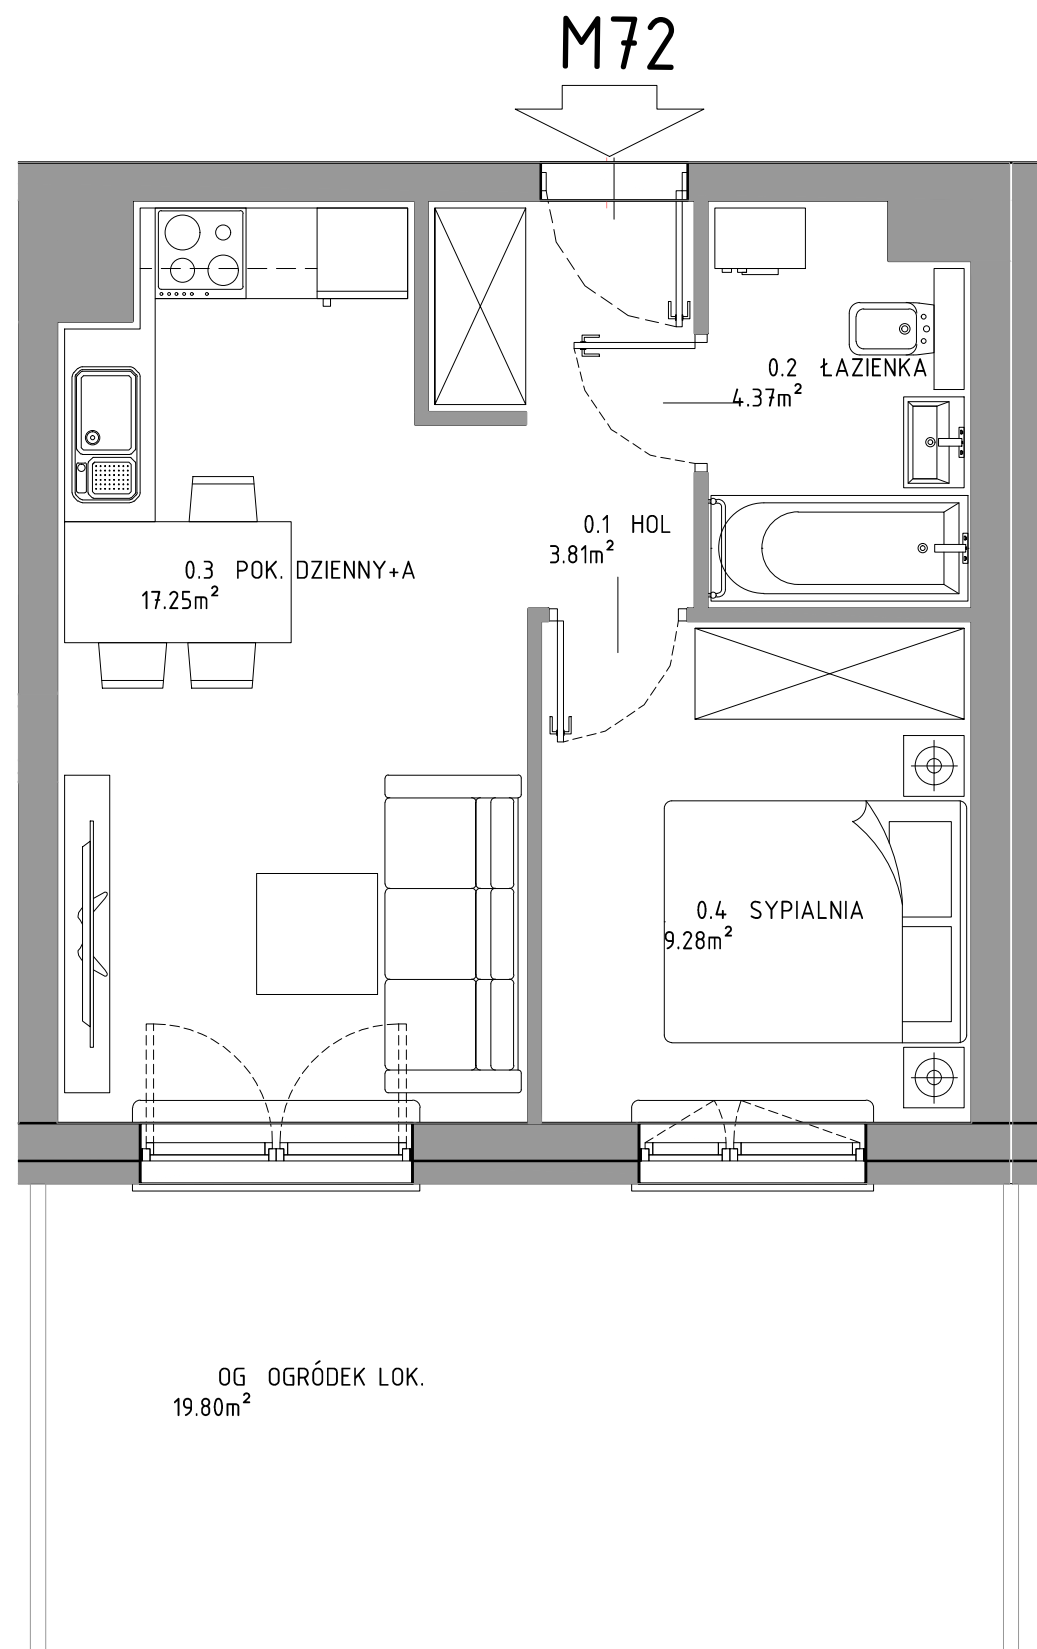 M72
0.2 ŁAZIENKA
4.37m²
0.1 HOL
3.81m²
0.3 POK. DZIENNY+A
17.25m²
0.4 SYPIALNIA
9.28m²
OG OGRÓDEK LOK.
19.80m²